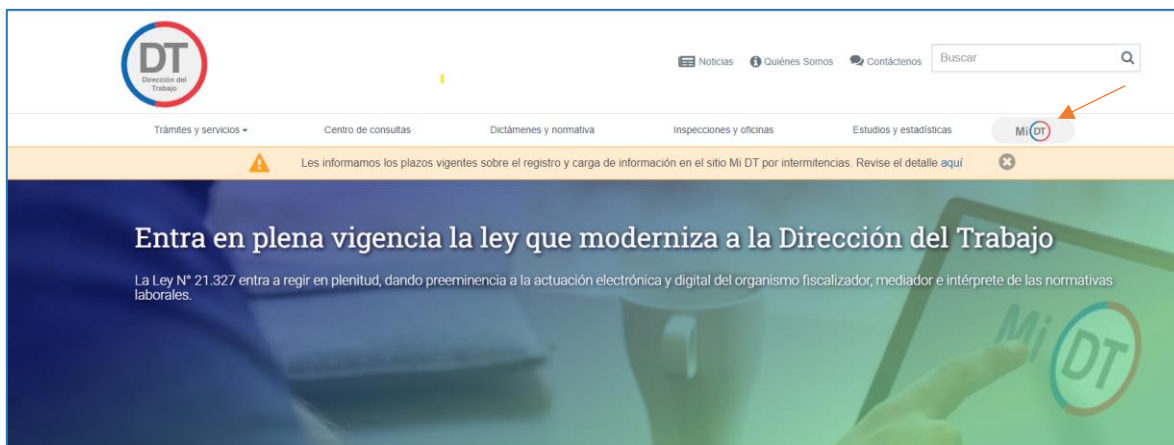 DT
Dirección del
Trabajo
Noticias Quiénes Somos Contáctenos Buscar
Trámites y servicios Centro de consultas Dictámenes y normativa Inspecciones y oficinas Estudios y estadísticas Mi DT
Les informamos los plazos vigentes sobre el registro y carga de información en el sitio Mi DT por intermitencias. Revise el detalle aquí
Entra en plena vigencia la ley que moderniza a la Dirección del Trabajo
La Ley N° 21.327 entra a regir en plenitud, dando preeminencia a la actuación electrónica y digital del organismo fiscalizador, mediador e intérprete de las normativas
laborales.
Mi DT